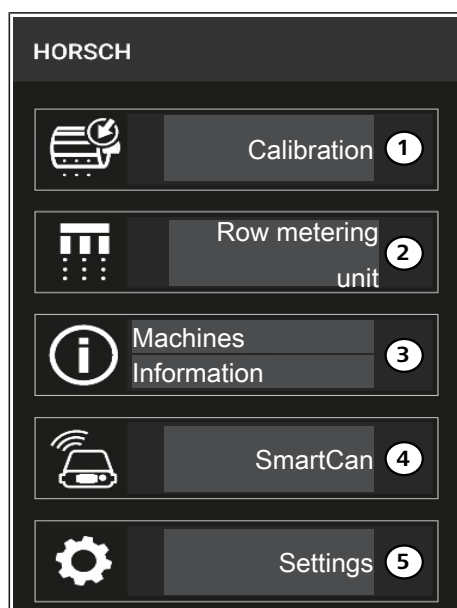 HORSCH
Calibration 1
Row metering
unit
2
Machines
Information
3
SmartCan 4
Settings 5